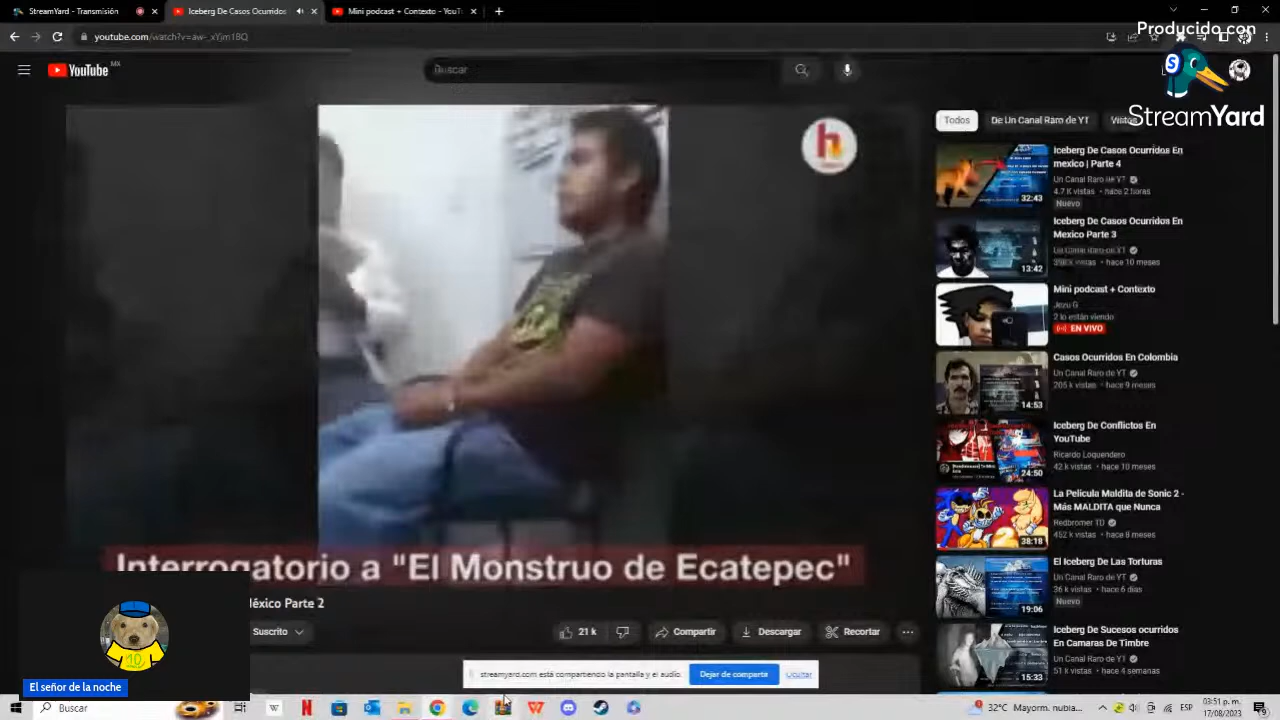 StreamYard - Transmisión
Iceberg De Casos Ocurridos
Mini podcast + Contexto - YouT
youtube.com/watch?v=aw-_xYjm1BQ
Producido con
StreamYard
YouTube MX
Buscar
h
Todos
De Un Canal Raro de YT
Vistos
Iceberg De Casos Ocurridos En
mexico | Parte 4
Un Canal Raro de YT
4.7 K vistas • hace 2 horas
Nuevo
32:43
Iceberg De Casos Ocurridos En
Mexico Parte 3
Un Canal Raro de YT
vistas • hace 10 meses
13:42
Mini podcast + Contexto
Jezu G
2 lo están viendo
EN VIVO
Casos Ocurridos En Colombia
Un Canal Raro de YT
205 k vistas • hace 9 meses
14:53
Iceberg De Conflictos En
YouTube
Ricardo Loquendero
42 k vistas • hace 10 meses
24:50
La Película Maldita de Sonic 2 -
Más MALDITA que Nunca
Redbromer TD
452 k vistas • hace 8 meses
38:18
El Iceberg De Las Torturas
Un Canal Raro de YT
36 k vistas • hace 6 días
Nuevo
19:06
Iceberg De Sucesos ocurridos
En Camaras De Timbre
Un Canal Raro de YT
51 k vistas • hace 4 semanas
15:33
Interrogatorio a "El Monstruo de Ecatepec"
éxico Parte 2
Suscrito
21 k
Compartir
Descargar
Recortar
10
El señor de la noche
streamyard.com está compartiendo la pantalla y el audio.
Dejar de compartir
Ocultar
Buscar
32°C Mayorm. nubia...
ESP
03:51 p. m.
17/08/2023